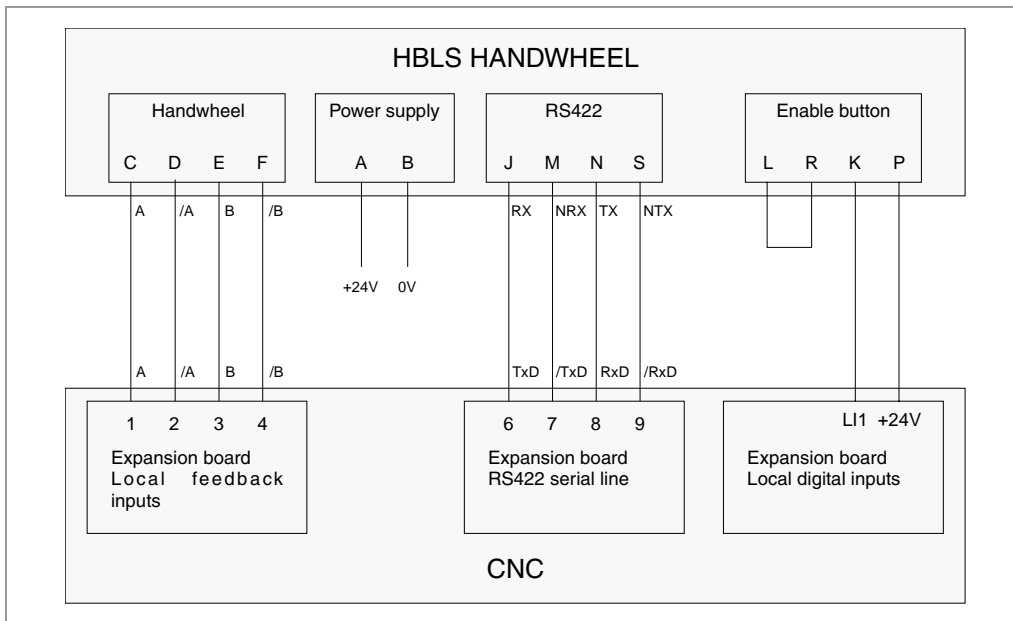 HBLS HANDWHEEL
Handwheel
Power supply
RS422
Enable button
C D E F
A B
J M N S
L R K P
A /A B /B
RX NRX TX NTX
+24V 0V
A /A B /B
TxD /TxD RxD /RxD
1 2 3 4
Expansion board
Local feedback
inputs
6 7 8 9
Expansion board
RS422 serial line
LI1 +24V
Expansion board
Local digital inputs
CNC